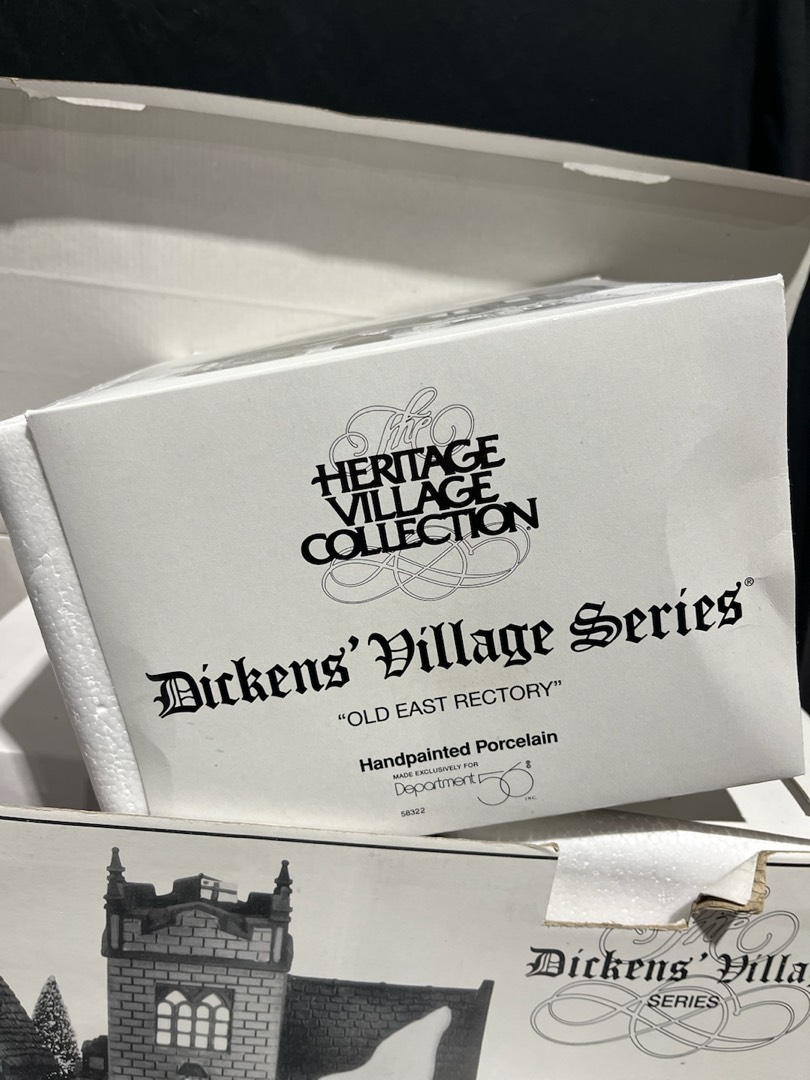 The
HERITAGE
VILLAGE
COLLECTION
Dickens' Village Series®
“OLD EAST RECTORY”
Handpainted Porcelain
MADE EXCLUSIVELY FOR
Department 56®
INC.
58322
The
Dickens' Villa
SERIES